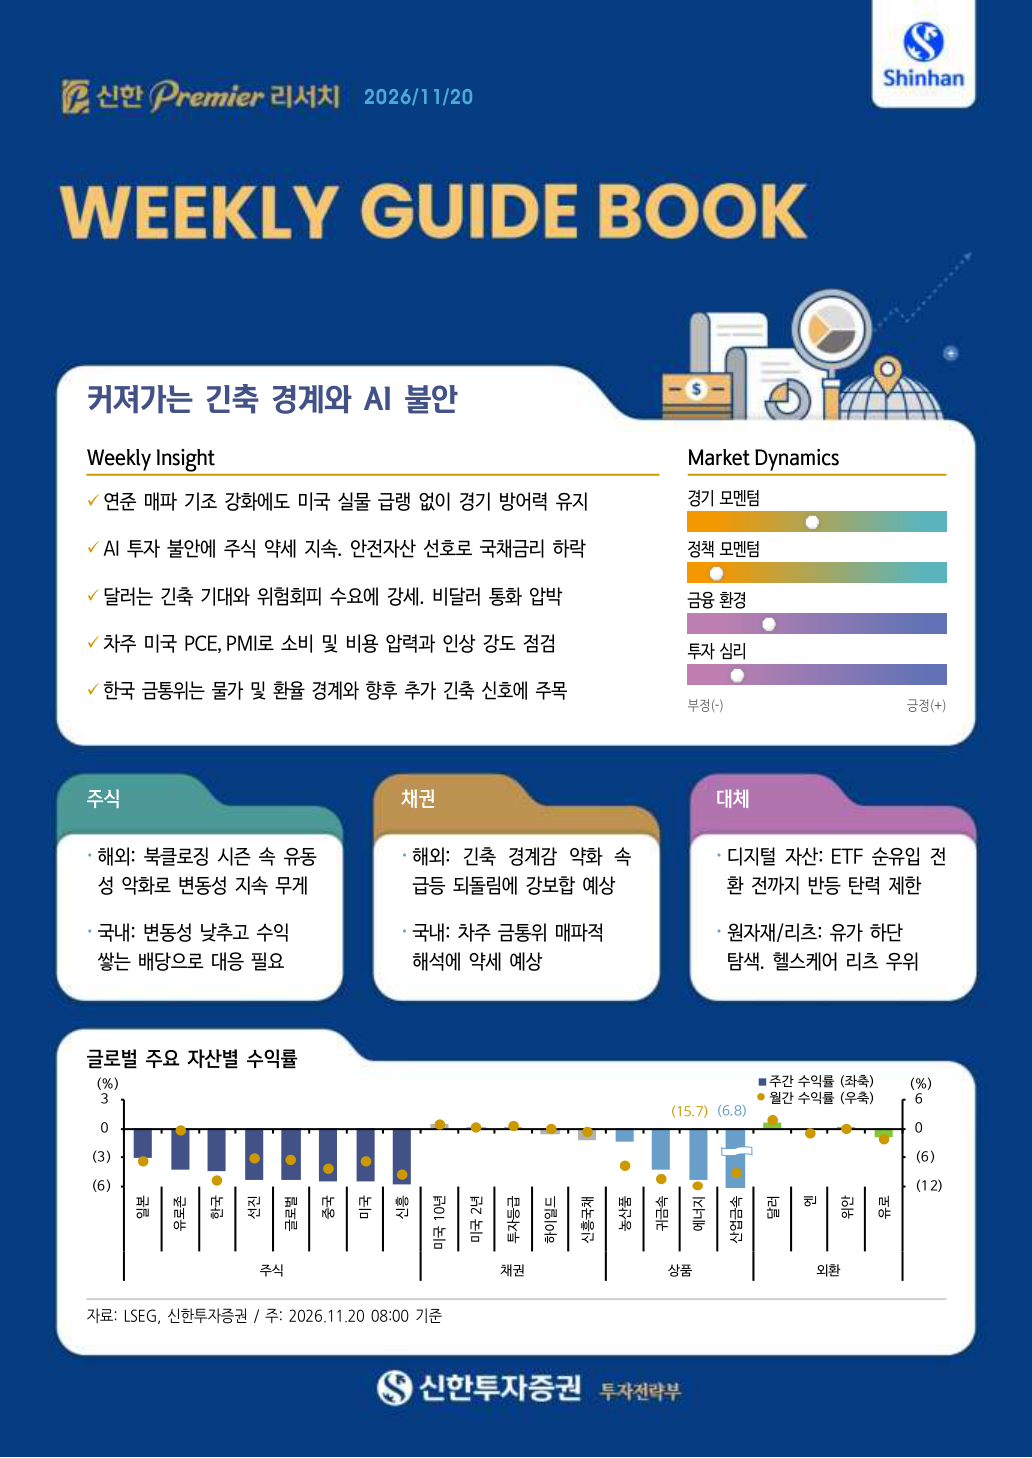 Shinhan
신한 Premier 리서치 2026/11/20
WEEKLY GUIDE BOOK
커져가는 긴축 경계와 AI 불안
Weekly Insight
✓ 연준 매파 기조 강화에도 미국 실물 급랭 없이 경기 방어력 유지
✓ AI 투자 불안에 주식 약세 지속. 안전자산 선호로 국채금리 하락
✓ 달러는 긴축 기대와 위험회피 수요에 강세. 비달러 통화 압박
✓ 차주 미국 PCE, PMI로 소비 및 비용 압력과 인상 강도 점검
✓ 한국 금통위는 물가 및 환율 경계와 향후 추가 긴축 신호에 주목
Market Dynamics
경기 모멘텀
정책 모멘텀
금융 환경
투자 심리
부정(-) 긍정(+)
주식
· 해외: 북클로징 시즌 속 유동
성 악화로 변동성 지속 무게
· 국내: 변동성 낮추고 수익
쌓는 배당으로 대응 필요
채권
· 해외: 긴축 경계감 약화 속
급등 되돌림에 강보합 예상
· 국내: 차주 금통위 매파적
해석에 약세 예상
대체
· 디지털 자산: ETF 순유입 전
환 전까지 반등 탄력 제한
· 원자재/리츠: 유가 하단
탐색. 헬스케어 리츠 우위
글로벌 주요 자산별 수익률
(%) 주간 수익률 (좌축) (%)
월간 수익률 (우축)
3 6
(15.7) (6.8)
0 0
(3) (6)
(6) (12)
일본 유로존 한국 선진 글로벌 중국 미국 신흥 미국 10년 미국 2년 투자등급 하이일드 신흥국채 농산품 귀금속 에너지 산업금속 달러 엔 위안 유로
주식 채권 상품 외환
자료: LSEG, 신한투자증권 / 주: 2026.11.20 08:00 기준
신한투자증권 투자전략부